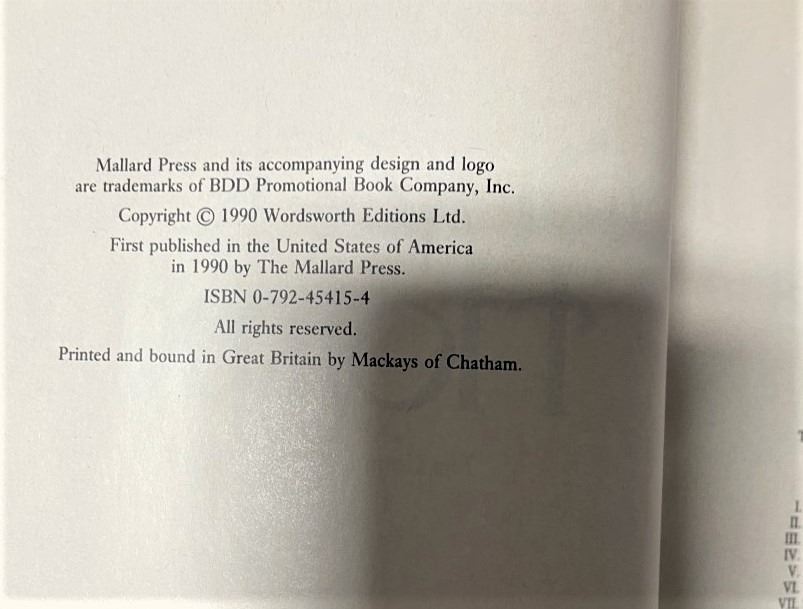 Mallard Press and its accompanying design and logo
are trademarks of BDD Promotional Book Company, Inc.
Copyright © 1990 Wordsworth Editions Ltd.
First published in the United States of America
in 1990 by The Mallard Press.
ISBN 0-792-45415-4
All rights reserved.
Printed and bound in Great Britain by Mackays of Chatham.
I.
II.
III.
IV.
V.
VI.
VII.